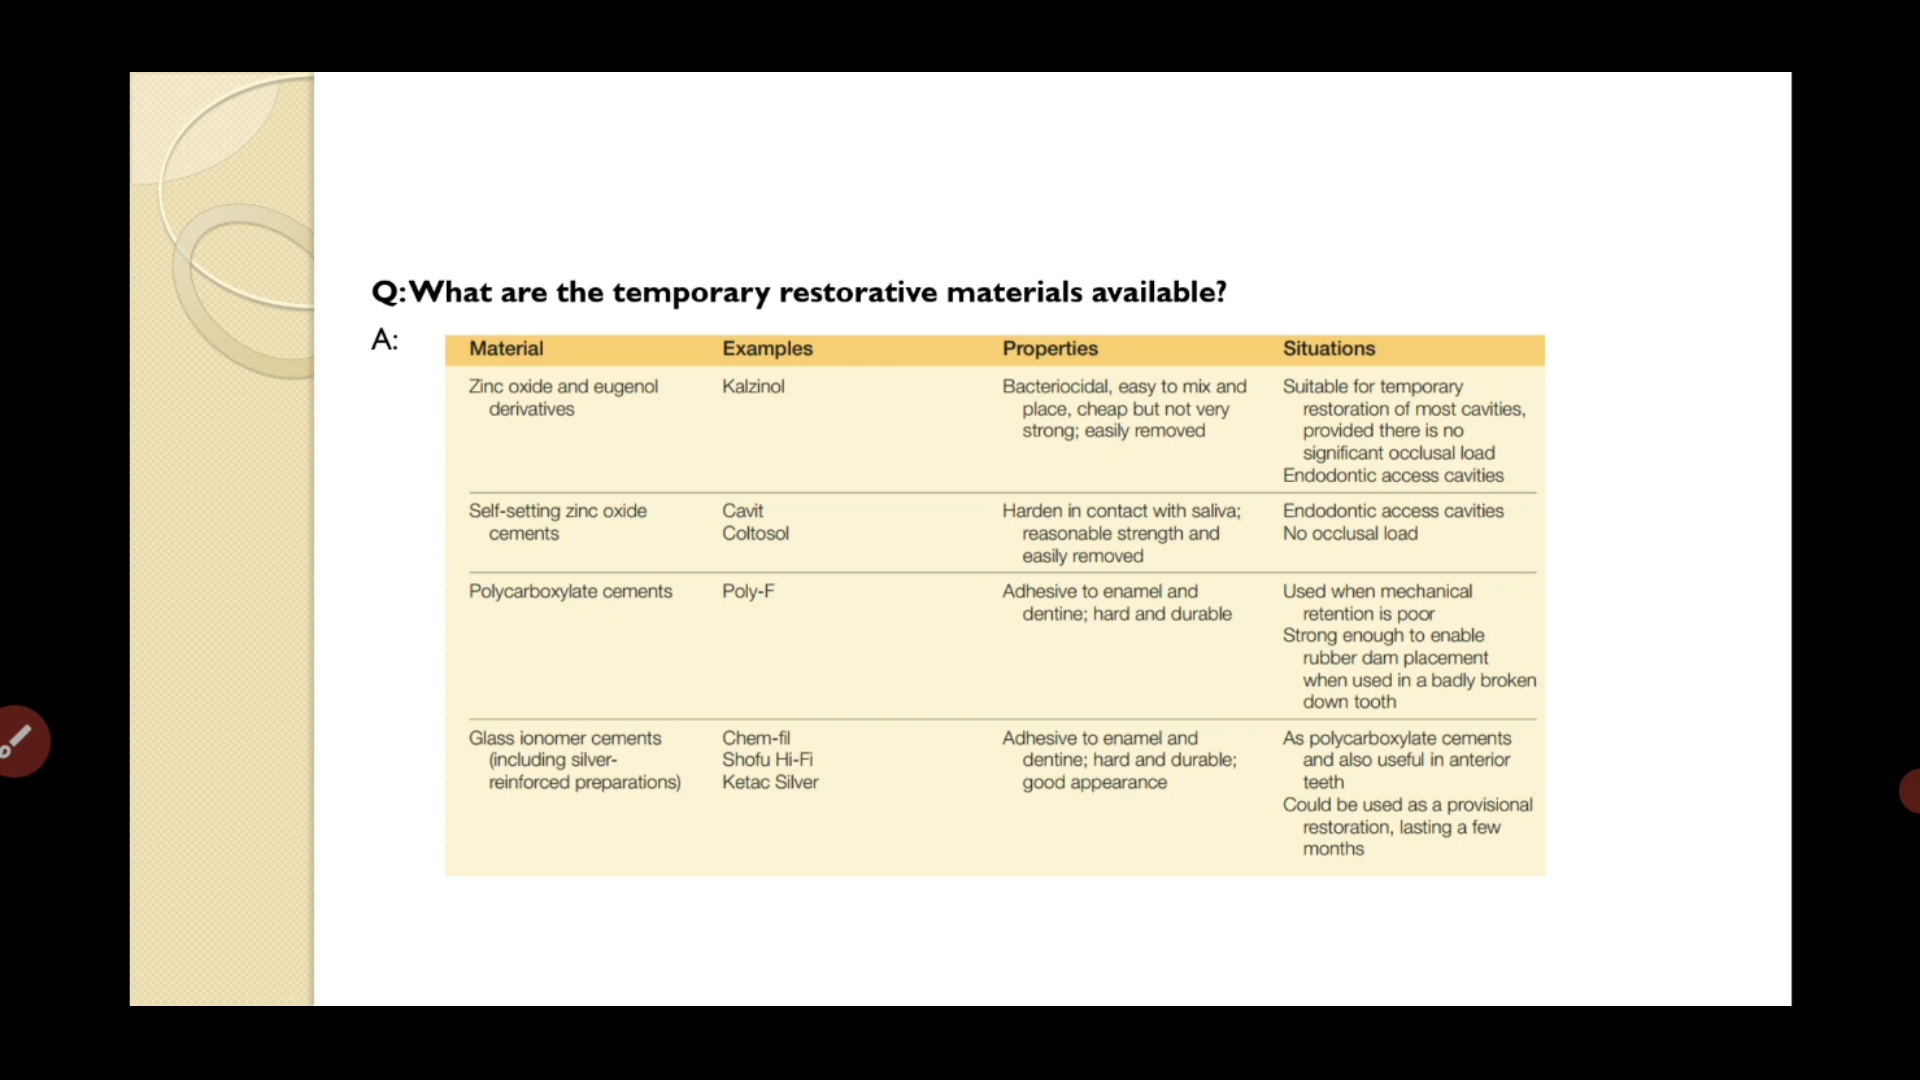 Q: What are the temporary restorative materials available?
A:
Material Examples Properties Situations
Zinc oxide and eugenol
derivatives
Kalzinol
Bacteriocidal, easy to mix and
place, cheap but not very
strong; easily removed
Suitable for temporary
restoration of most cavities,
provided there is no
significant occlusal load
Endodontic access cavities
Self-setting zinc oxide
cements
Cavit
Coltosol
Harden in contact with saliva;
reasonable strength and
easily removed
Endodontic access cavities
No occlusal load
Polycarboxylate cements
Poly-F
Adhesive to enamel and
dentine; hard and durable
Used when mechanical
retention is poor
Strong enough to enable
rubber dam placement
when used in a badly broken
down tooth
Glass ionomer cements
(including silver-
reinforced preparations)
Chem-fil
Shofu Hi-Fi
Ketac Silver
Adhesive to enamel and
dentine; hard and durable;
good appearance
As polycarboxylate cements
and also useful in anterior
teeth
Could be used as a provisional
restoration, lasting a few
months